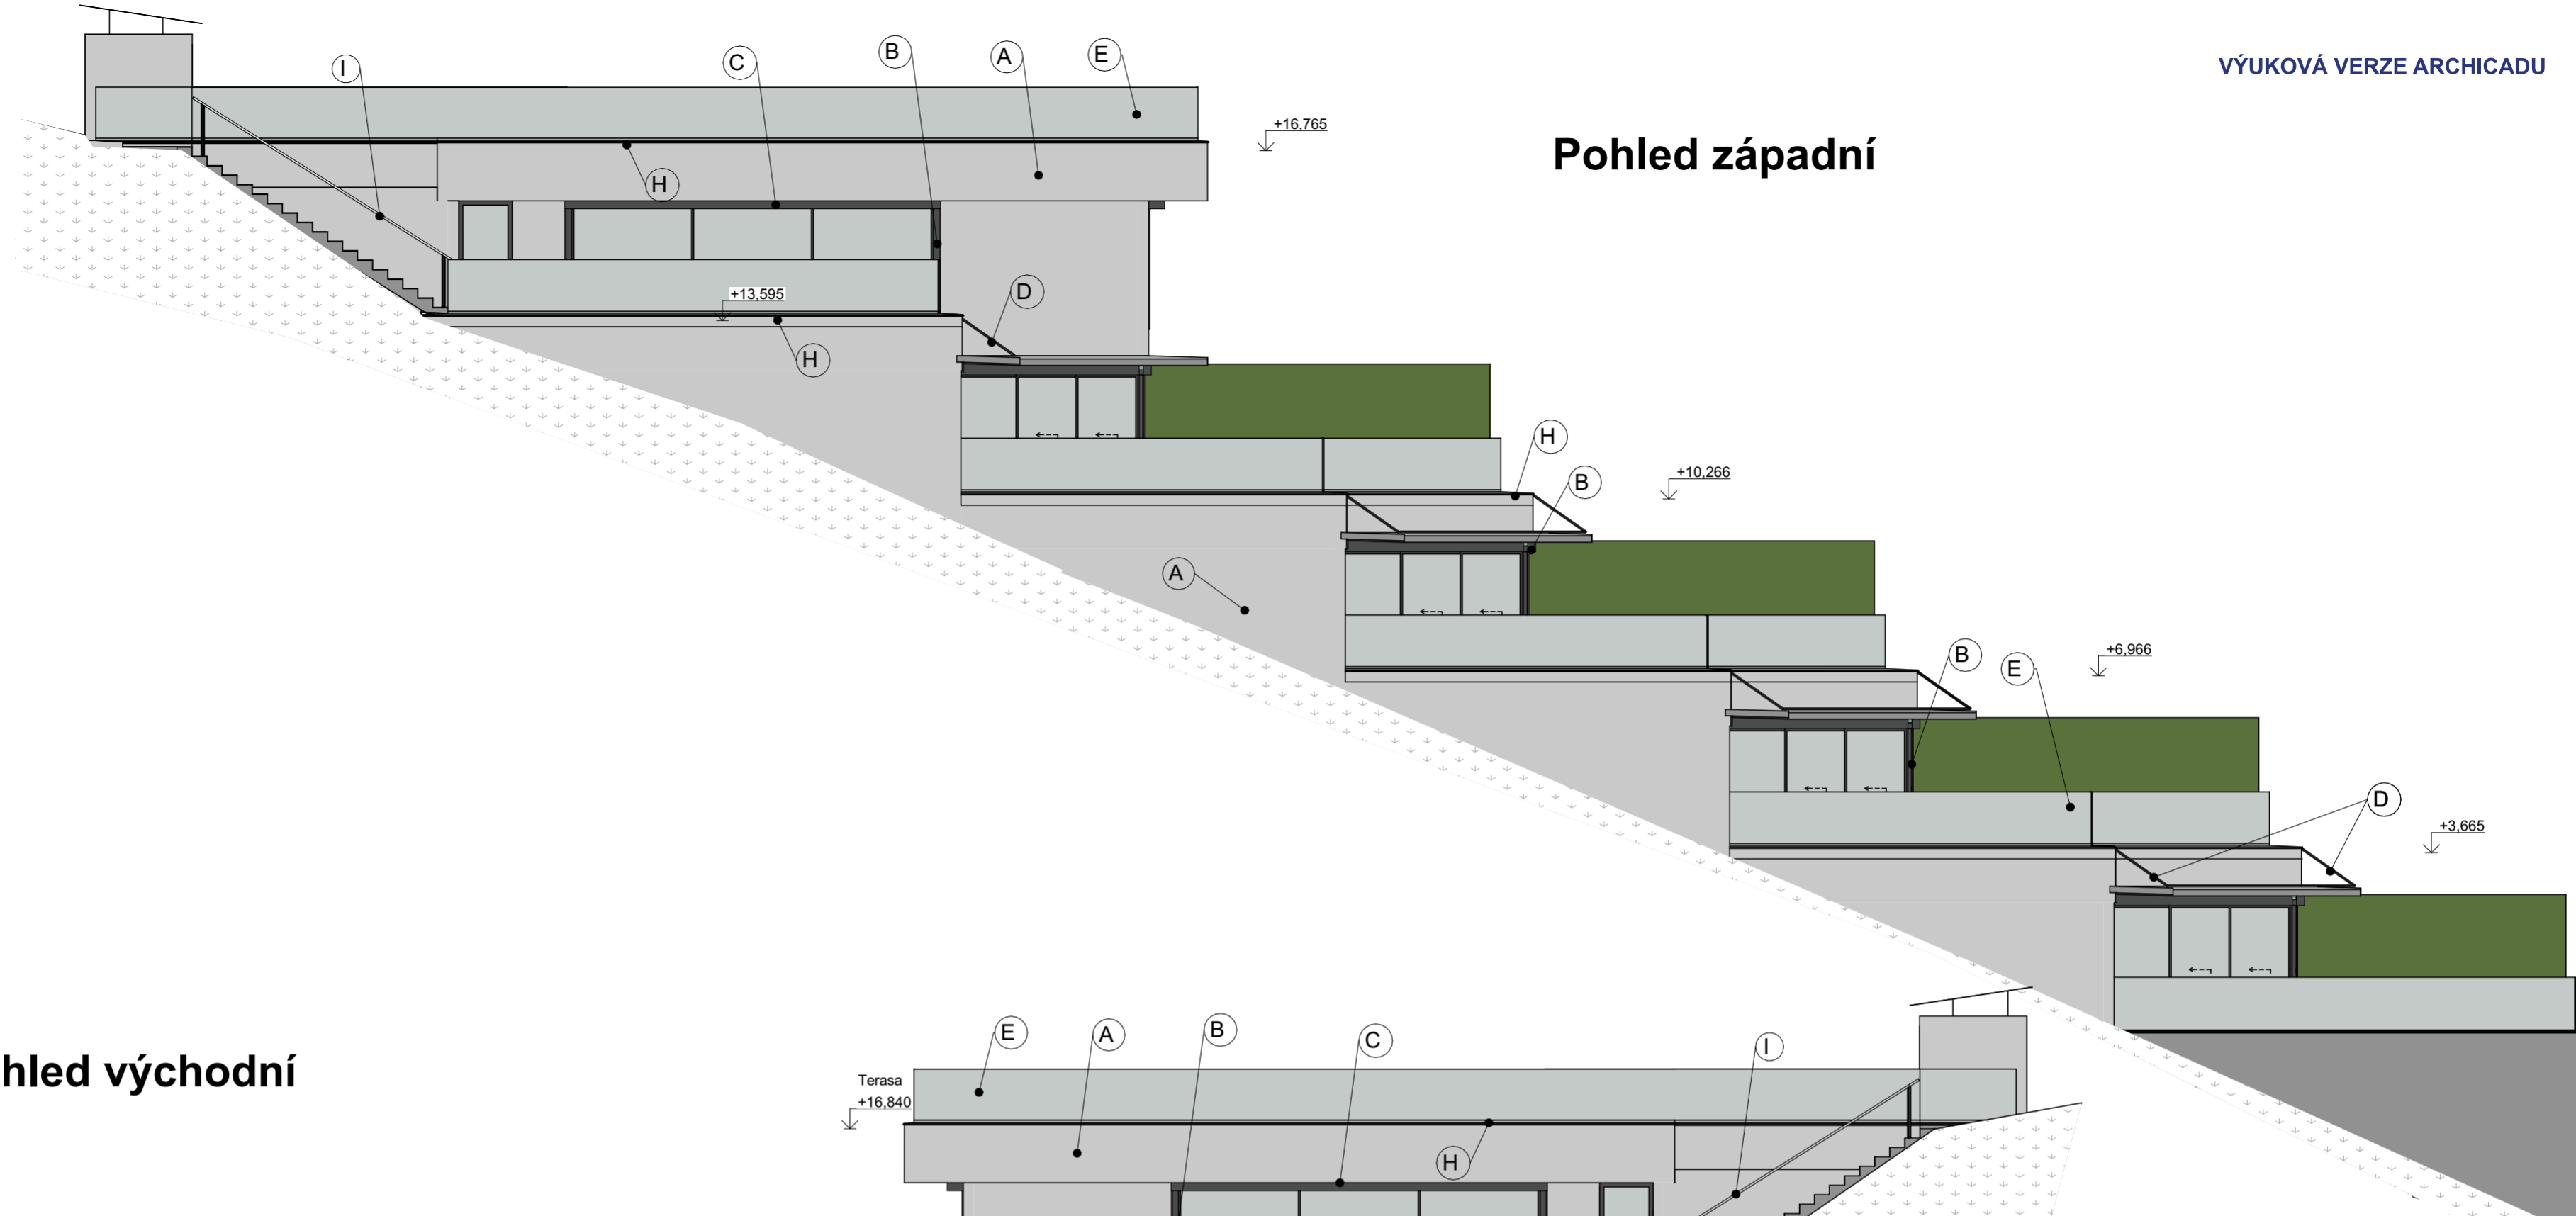 I
C
B
A
E
VÝUKOVÁ VERZE ARCHICADU
+16,765
Pohled západní
H
D
+13,595
H
H
+10,266
B
A
B
E
+6,966
D
+3,665
hled východní
E
A
B
C
I
Terasa
+16,840
H